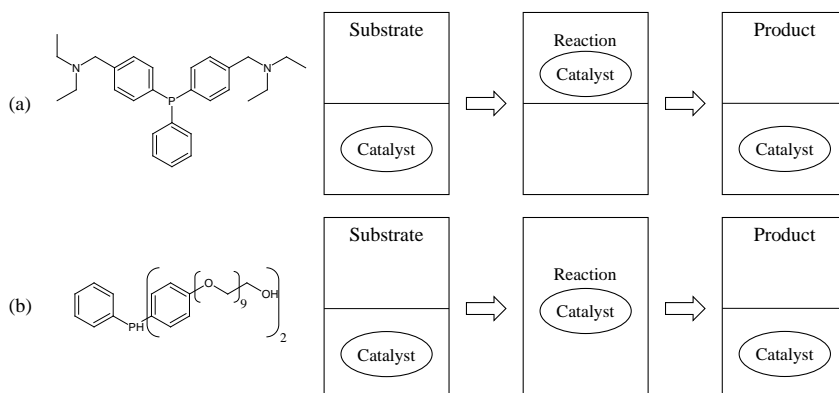 Substrate
Reaction
Product
Catalyst
(a)
N
N
P
Catalyst
Catalyst
Substrate
Product
Reaction
Catalyst
(b)
O
9
OH
PH
2
Catalyst
Catalyst